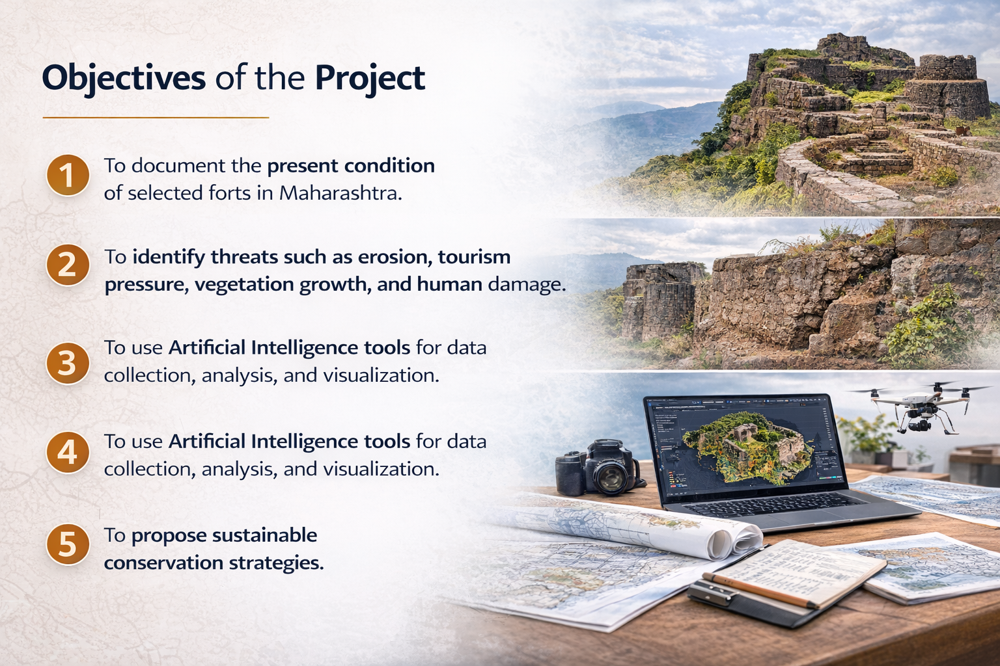 Objectives of the Project
1
To document the present condition
of selected forts in Maharashtra.
2
To identify threats such as erosion, tourism
pressure, vegetation growth, and human damage.
3
To use Artificial Intelligence tools for data
collection, analysis, and visualization.
4
To use Artificial Intelligence tools for data
collection, analysis, and visualization.
5
To propose sustainable
conservation strategies.